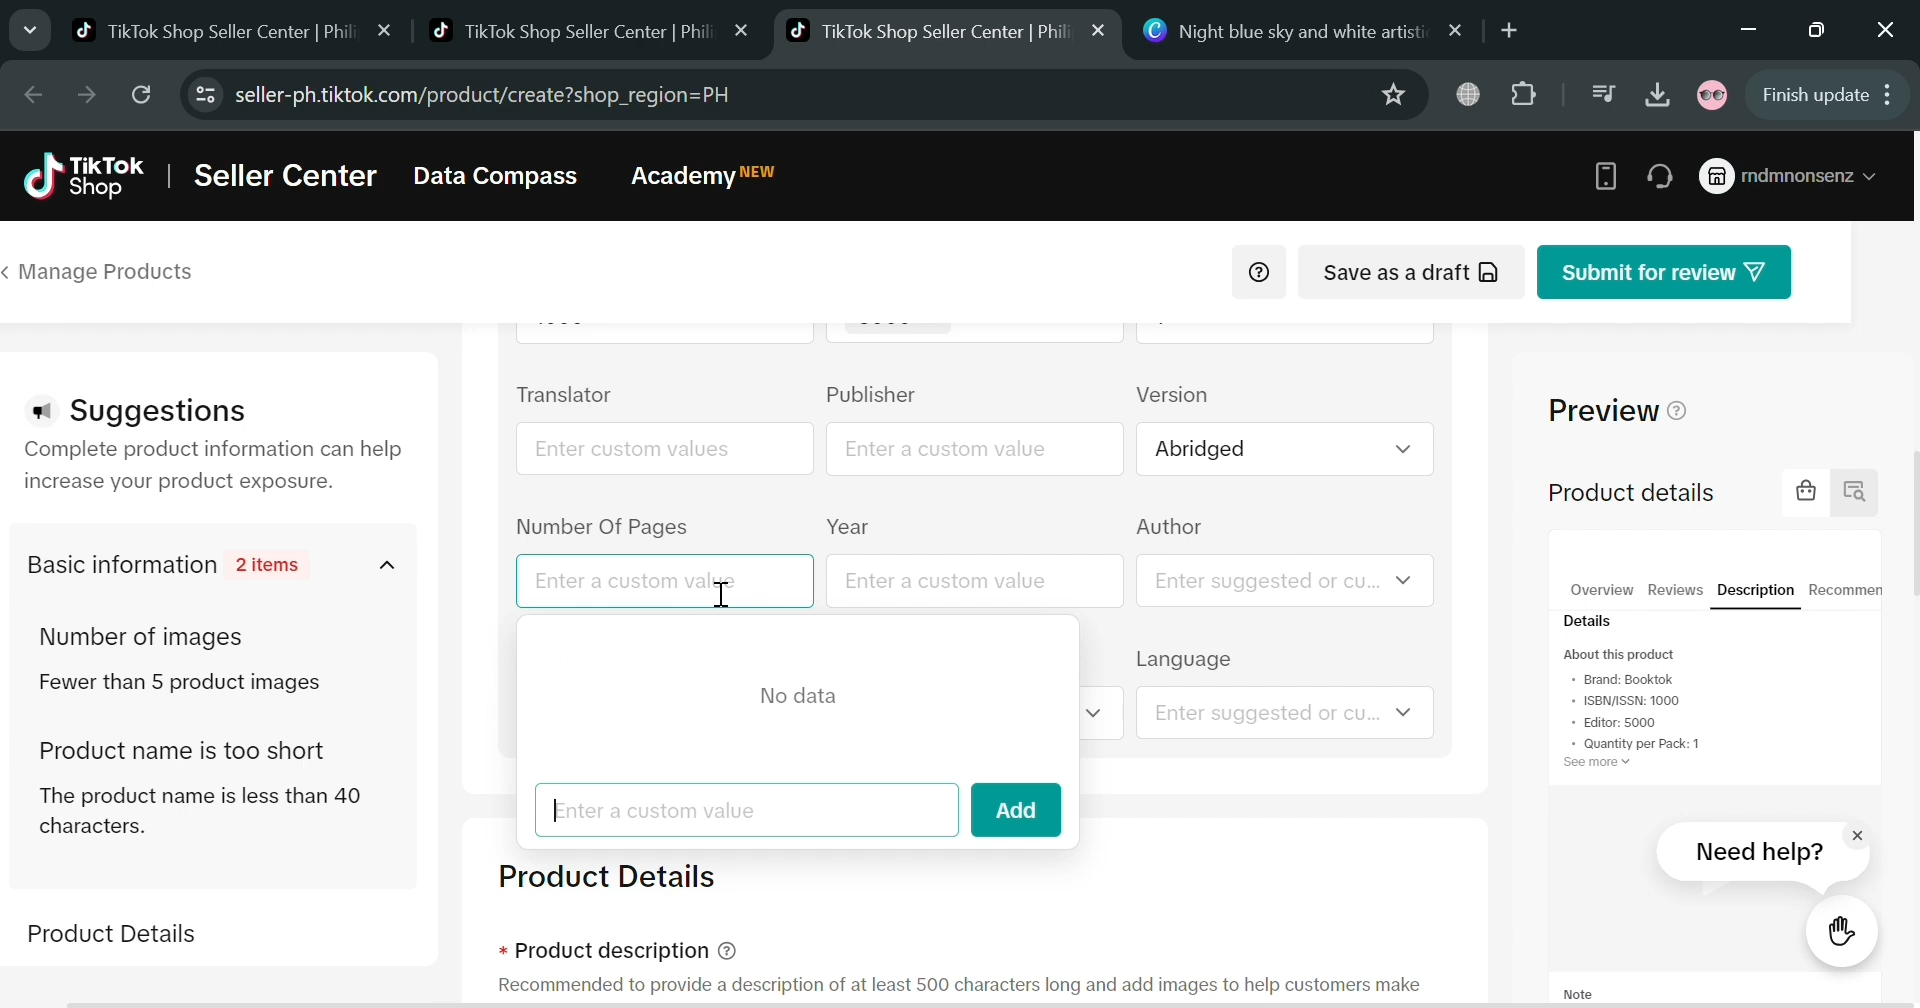 TikTok Shop Seller Center | Phili
TikTok Shop Seller Center | Phili
TikTok Shop Seller Center | Phili
Night blue sky and white artisti
seller-ph.tiktok.com/product/create?shop_region=PH
Finish update
TikTok Shop
Seller Center
Data Compass
Academy NEW
rndmnonsenz
Manage Products
Save as a draft
Submit for review
Suggestions
Complete product information can help
increase your product exposure.
Basic information 2 items
Number of images
Fewer than 5 product images
Product name is too short
The product name is less than 40
characters.
Product Details
Translator
Publisher
Version
Enter custom values
Enter a custom value
Abridged
Number Of Pages
Year
Author
Enter a custom value
Enter a custom value
Enter suggested or cu...
No data
Language
Enter suggested or cu...
Enter a custom value
Add
Product Details
* Product description
Recommended to provide a description of at least 500 characters long and add images to help customers make
Preview
Product details
Overview Reviews Description Recommen
Details
About this product
• Brand: Booktok
• ISBN/ISSN: 1000
• Editor: 5000
• Quantity per Pack: 1
See more
Need help?
Note